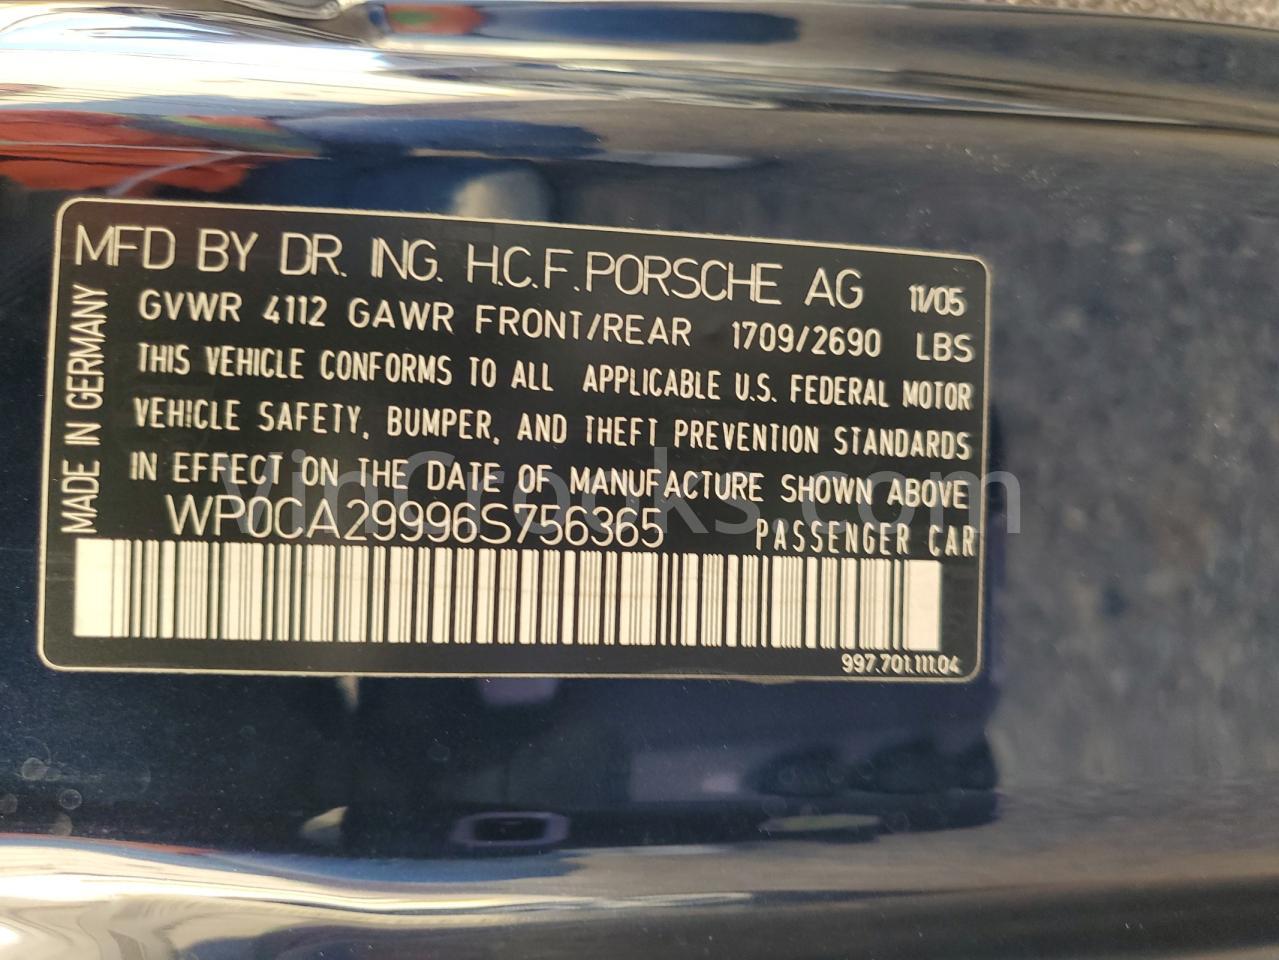 MFD BY DR. ING. H.C.F.PORSCHE AG 11/05
GVWR 4112 GAWR FRONT/REAR 1709/2690 LBS
THIS VEHICLE CONFORMS TO ALL APPLICABLE U.S. FEDERAL MOTOR
VEHICLE SAFETY, BUMPER, AND THEFT PREVENTION STANDARDS
IN EFFECT ON THE DATE OF MANUFACTURE SHOWN ABOVE
WP0CA29996S756365 PASSENGER CAR
997.701.111.04
MADE IN GERMANY
VinCrooks.com